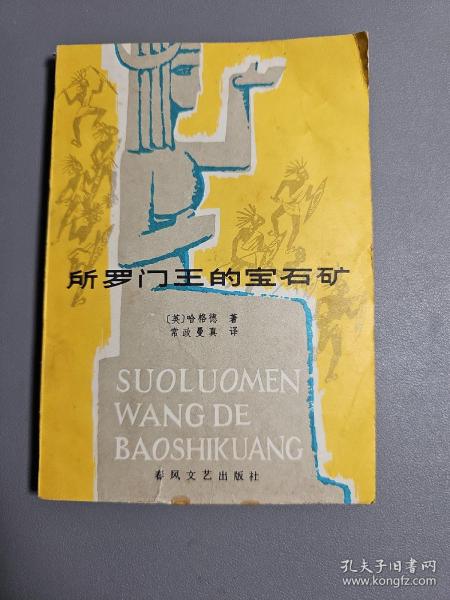 所罗门王的宝石矿
〔英〕哈格德 著
常政曼真 译
SUOLUOMEN
WANG DE
BAOSHIKUANG
春风文艺出版社
孔夫子旧书网
www.kongfz.com